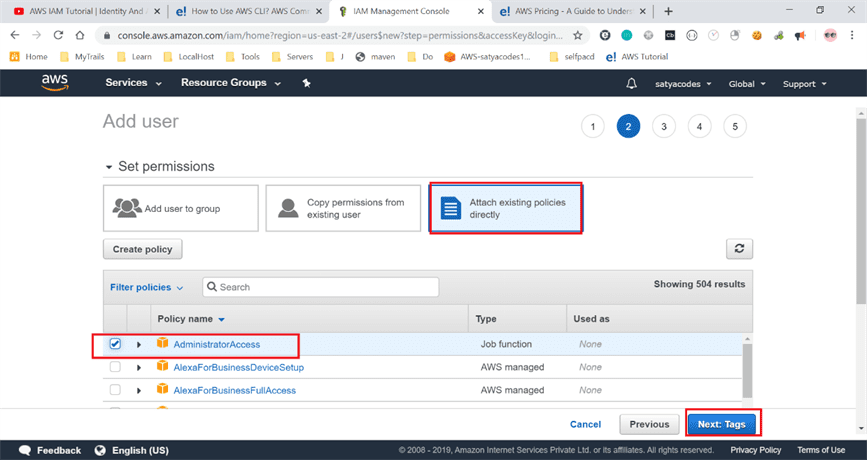 AWS IAM Tutorial | Identity And A
How to Use AWS CLI? AWS Com
IAM Management Console
AWS Pricing - A Guide to Unders
console.aws.amazon.com/iam/home?region=us-east-2#/users$new?step=permissions&accessKey&login...
Home
MyTrails
Learn
LocalHost
Tools
Servers
J
maven
Do
AWS-satyacodes1...
selfpacd
AWS Tutorial
aws
Services
Resource Groups
satyacodes
Global
Support
Add user
1
2
3
4
5
Set permissions
Add user to group
Copy permissions from
existing user
Attach existing policies
directly
Create policy
Filter policies
Search
Showing 504 results
Policy name
Type
Used as
AdministratorAccess
Job function
None
AlexaForBusinessDeviceSetup
AWS managed
None
AlexaForBusinessFullAccess
AWS managed
None
Cancel
Previous
Next: Tags
Feedback
English (US)
© 2008 - 2019, Amazon Internet Services Private Ltd. or its affiliates. All rights reserved.
Privacy Policy
Terms of Use